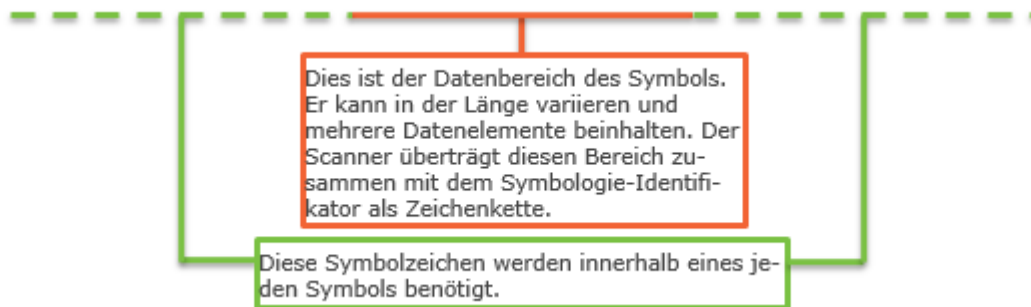 Dies ist der Datenbereich des Symbols.
Er kann in der Länge variieren und
mehrere Datenelemente beinhalten. Der
Scanner überträgt diesen Bereich zu-
sammen mit dem Symbologie-Identifi-
kator als Zeichenkette.
Diese Symbolzeichen werden innerhalb eines je-
den Symbols benötigt.